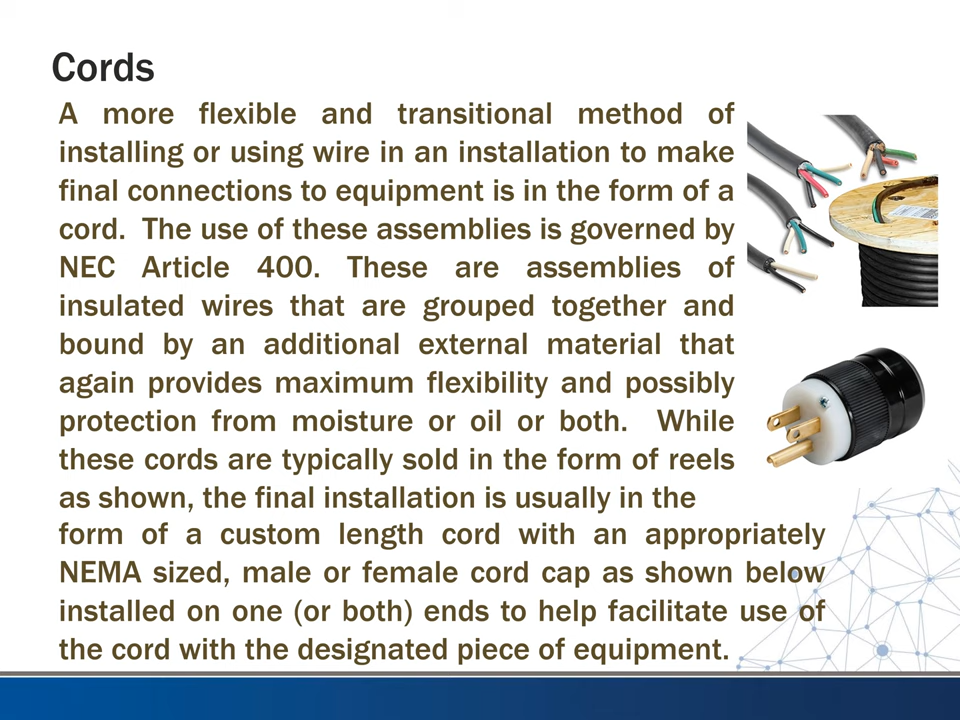 Cords
A more flexible and transitional method of
installing or using wire in an installation to make
final connections to equipment is in the form of a
cord.  The use of these assemblies is governed by
NEC Article 400. These are assemblies of
insulated wires that are grouped together and
bound by an additional external material that
again provides maximum flexibility and possibly
protection from moisture or oil or both.  While
these cords are typically sold in the form of reels
as shown, the final installation is usually in the
form of a custom length cord with an appropriately
NEMA sized, male or female cord cap as shown below
installed on one (or both) ends to help facilitate use of
the cord with the designated piece of equipment.